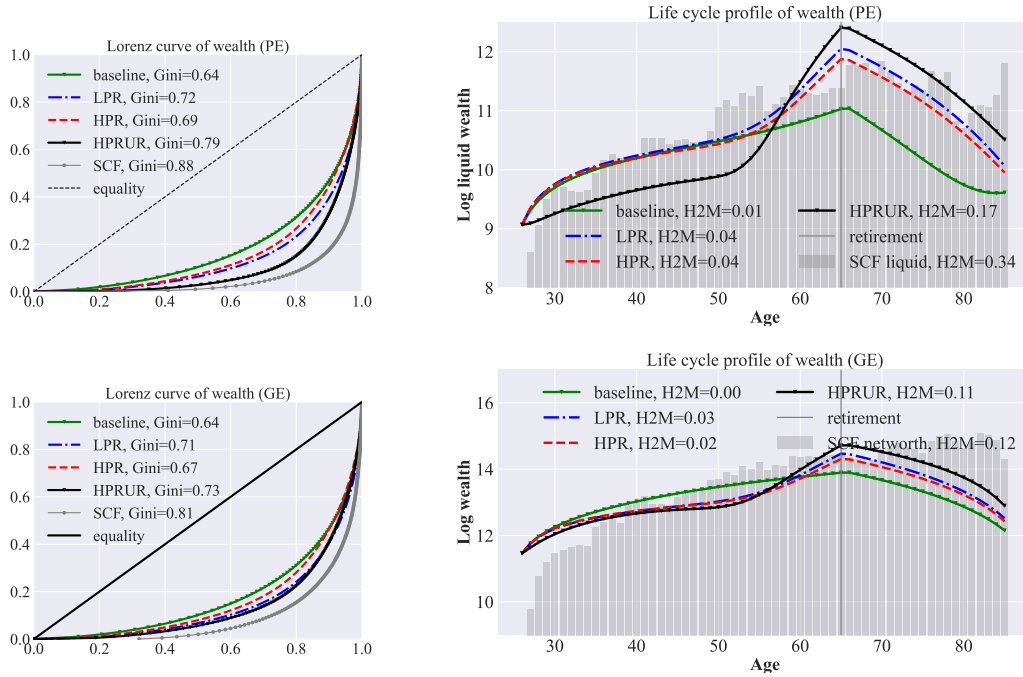 Lorenz curve of wealth (PE)
1.0
0.8
0.6
0.4
0.2
0.0
baseline, Gini=0.64
LPR, Gini=0.72
HPR, Gini=0.69
HPRUR, Gini=0.79
SCF, Gini=0.88
equality
0.0 0.2 0.4 0.6 0.8 1.0
Life cycle profile of wealth (PE)
Log liquid wealth
12
11
10
9
8
baseline, H2M=0.01
LPR, H2M=0.04
HPR, H2M=0.04
HPRUR, H2M=0.17
retirement
SCF liquid, H2M=0.34
30 40 50 60 70 80
Age
Lorenz curve of wealth (GE)
1.0
0.8
0.6
0.4
0.2
0.0
baseline, Gini=0.64
LPR, Gini=0.71
HPR, Gini=0.67
HPRUR, Gini=0.73
SCF, Gini=0.81
equality
0.0 0.2 0.4 0.6 0.8 1.0
Life cycle profile of wealth (GE)
Log wealth
16
14
12
10
baseline, H2M=0.00
LPR, H2M=0.03
HPR, H2M=0.02
HPRUR, H2M=0.11
retirement
SCF networth, H2M=0.12
30 40 50 60 70 80
Age